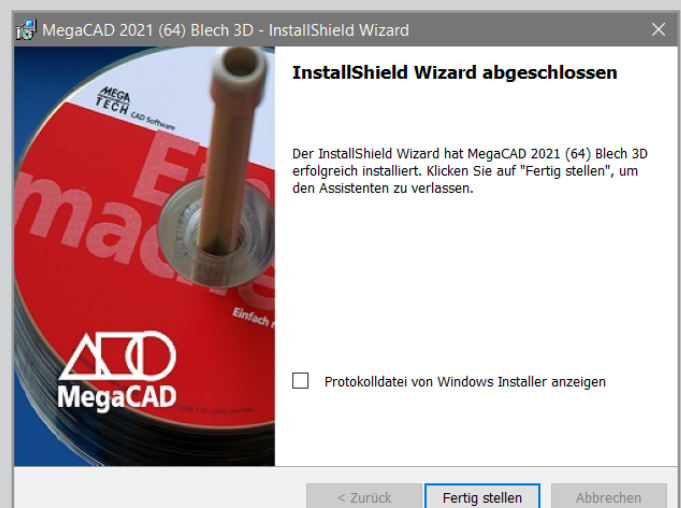 MegaCAD 2021 (64) Blech 3D - InstallShield Wizard
InstallShield Wizard abgeschlossen
MEGA
TECH CAD Software
Der InstallShield Wizard hat MegaCAD 2021 (64) Blech 3D
erfolgreich installiert. Klicken Sie auf "Fertig stellen", um
den Assistenten zu verlassen.
Einfach
MegaCAD
Protokolldatei von Windows Installer anzeigen
< Zurück
Fertig stellen
Abbrechen